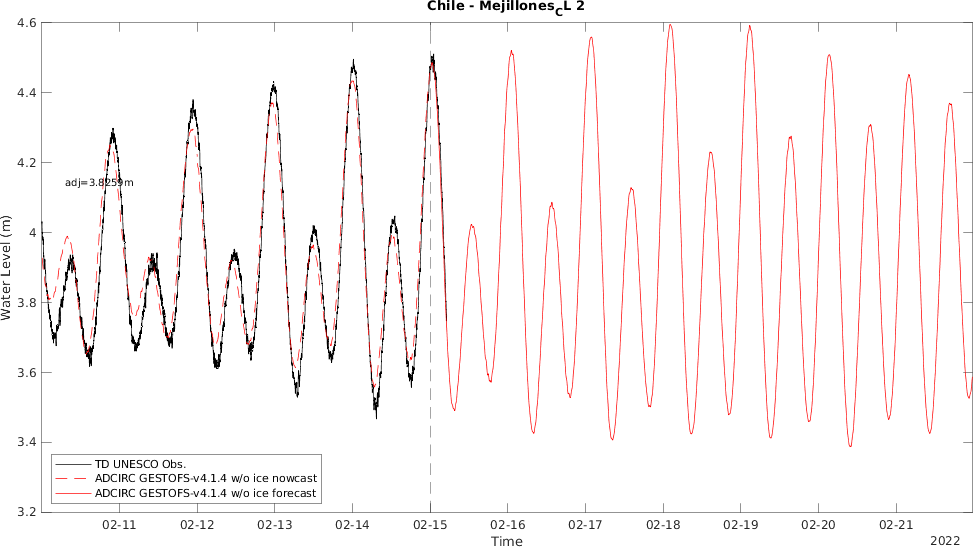 Chile - Mejillones_CL 2
4.6
4.4
4.2
4
3.8
3.6
3.4
3.2
Water Level (m)
adj=3.8259m
TD UNESCO Obs.
ADCIRC GESTOFS-v4.1.4 w/o ice nowcast
ADCIRC GESTOFS-v4.1.4 w/o ice forecast
02-11 02-12 02-13 02-14 02-15 02-16 02-17 02-18 02-19 02-20 02-21
Time
2022